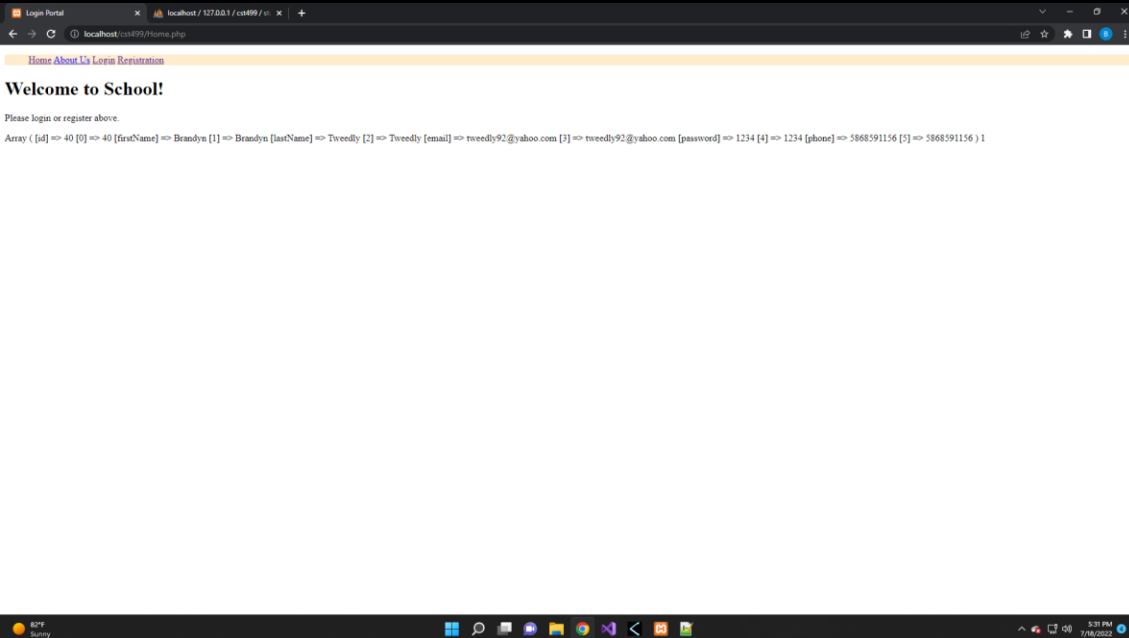 Login Portal
localhost / 127.0.0.1 / cst499 / st
localhost/cst499/Home.php
B
Home About Us Login Registration
Welcome to School!
Please login or register above.
Array ( [id] => 40 [0] => 40 [firstName] => Brandyn [1] => Brandyn [lastName] => Tweedly [2] => Tweedly [email] => tweedly92@yahoo.com [3] => tweedly92@yahoo.com [password] => 1234 [4] => 1234 [phone] => 5868591156 [5] => 5868591156 ) 1
82°F
Sunny
5:31 PM
7/18/2022